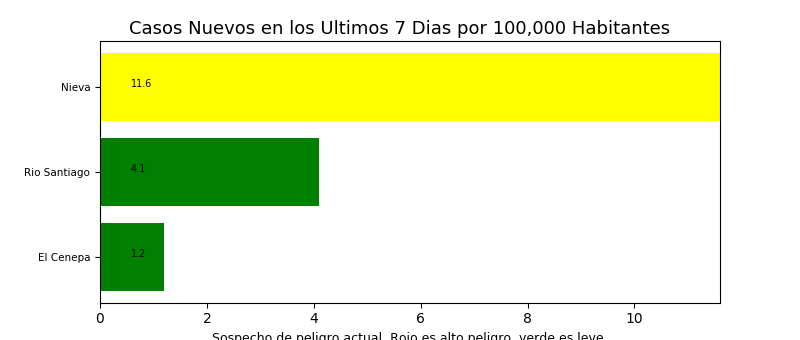 Casos Nuevos en los Ultimos 7 Dias por 100,000 Habitantes
Nieva
11.6
Rio Santiago
4.1
El Cenepa
1.2
0 2 4 6 8 10
Sospecho de peligro actual. Rojo es alto peligro, verde es leve